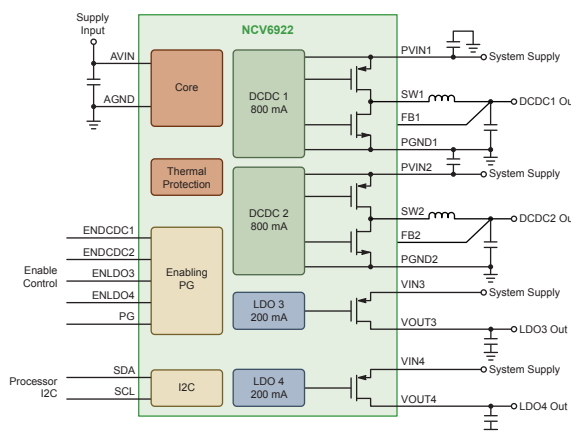 Supply
Input
NCV6922
AVIN
AGND
Core
DCDC 1
800 mA
PVIN1
System Supply
SW1
DCDC1 Ou
FB1
PGND1
Thermal
Protection
PVIN2
System Supply
DCDC 2
800 mA
SW2
DCDC2 Ou
FB2
PGND2
Enable
Control
ENDCDC1
ENDCDC2
ENLDO3
ENLDO4
PG
Enabling
PG
LDO 3
200 mA
VIN3
System Supply
VOUT3
LDO3 Out
Processor
I2C
SDA
SCL
I2C
LDO 4
200 mA
VIN4
System Supply
VOUT4
LDO4 Out